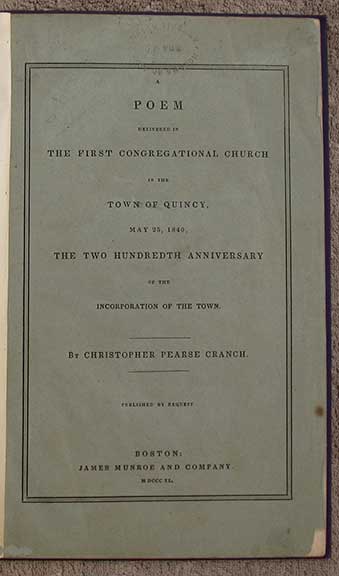 A
POEM
DELIVERED IN
THE FIRST CONGREGATIONAL CHURCH
IN THE
TOWN OF QUINCY,
MAY 25, 1840,
THE TWO HUNDREDTH ANNIVERSARY
OF THE
INCORPORATION OF THE TOWN.
BY CHRISTOPHER PEARSE CRANCH.
PUBLISHED BY REQUEST
BOSTON:
JAMES MUNROE AND COMPANY.
M DCCC XL.